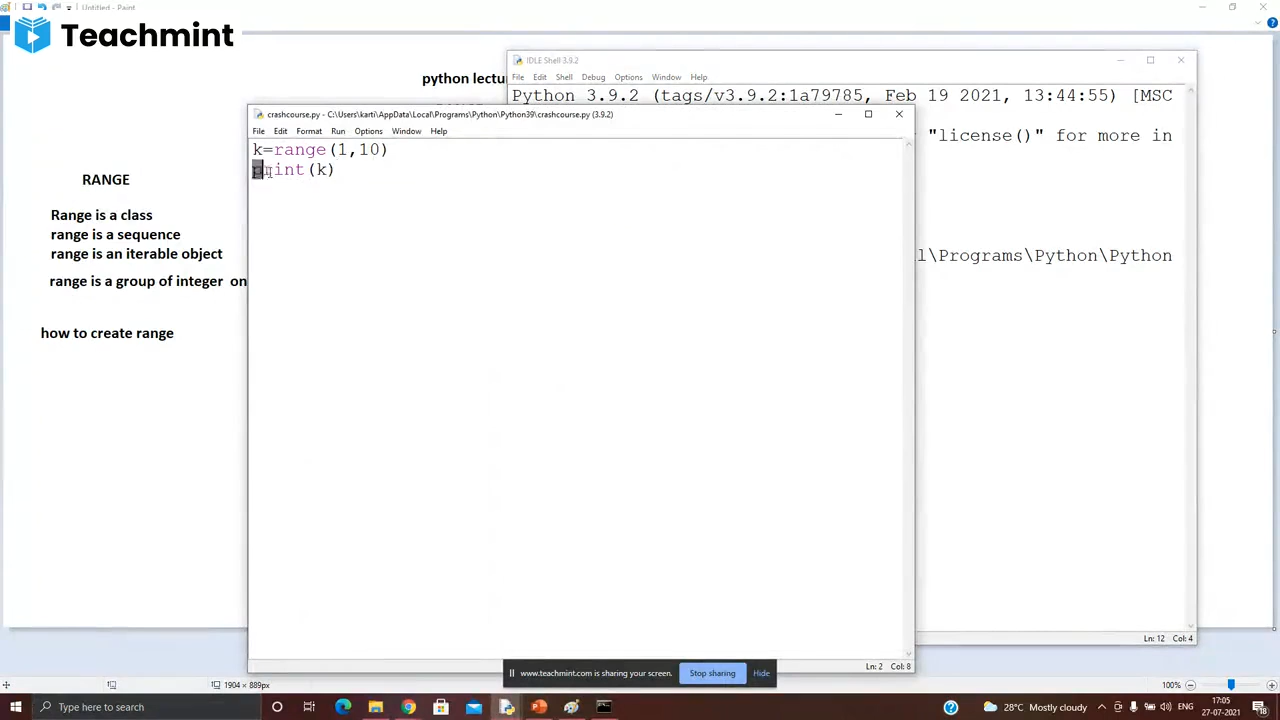 Untitled - Paint
Teachmint
python lectu
RANGE
Range is a class
range is a sequence
range is an iterable object
range is a group of integer on
how to create range
IDLE Shell 3.9.2
File Edit Shell Debug Options Window Help
Python 3.9.2 (tags/v3.9.2:1a79785, Feb 19 2021, 13:44:55) [MSC
"license()" for more in
l\Programs\Python\Python
Ln: 12 Col: 4
crashcourse.py - C:\Users\karti\AppData\Local\Programs\Python\Python39\crashcourse.py (3.9.2)
File Edit Format Run Options Window Help
k=range(1,10)
print(k)
Ln: 2 Col: 8
www.teachmint.com is sharing your screen. Stop sharing Hide
1904 × 889px
100%
Type here to search
28°C Mostly cloudy
17:05
27-07-2021
18